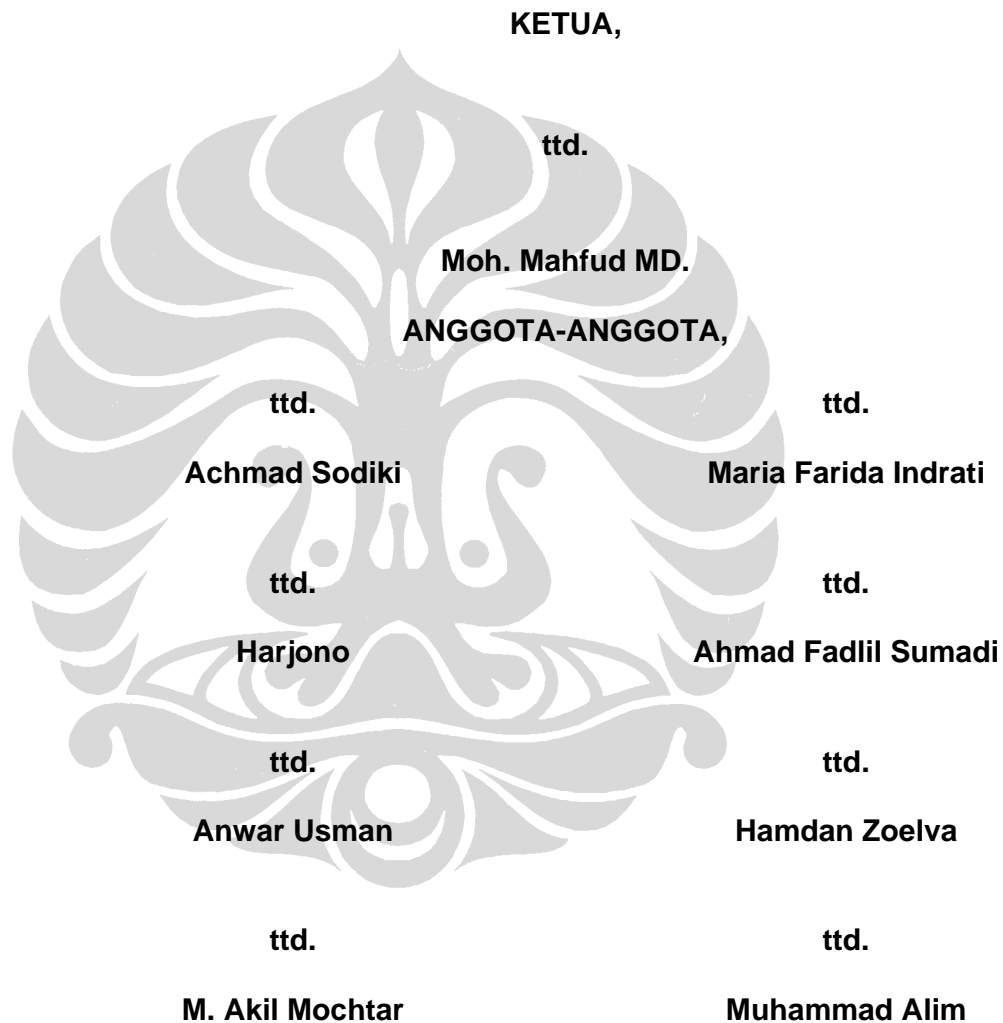 KETUA,
ttd.
Moh. Mahfud MD.
ANGGOTA-ANGGOTA,
ttd. ttd.
Achmad Sodiki Maria Farida Indrati
ttd. ttd.
Harjono Ahmad Fadlil Sumadi
ttd. ttd.
Anwar Usman Hamdan Zoelva
ttd. ttd.
M. Akil Mochtar Muhammad Alim